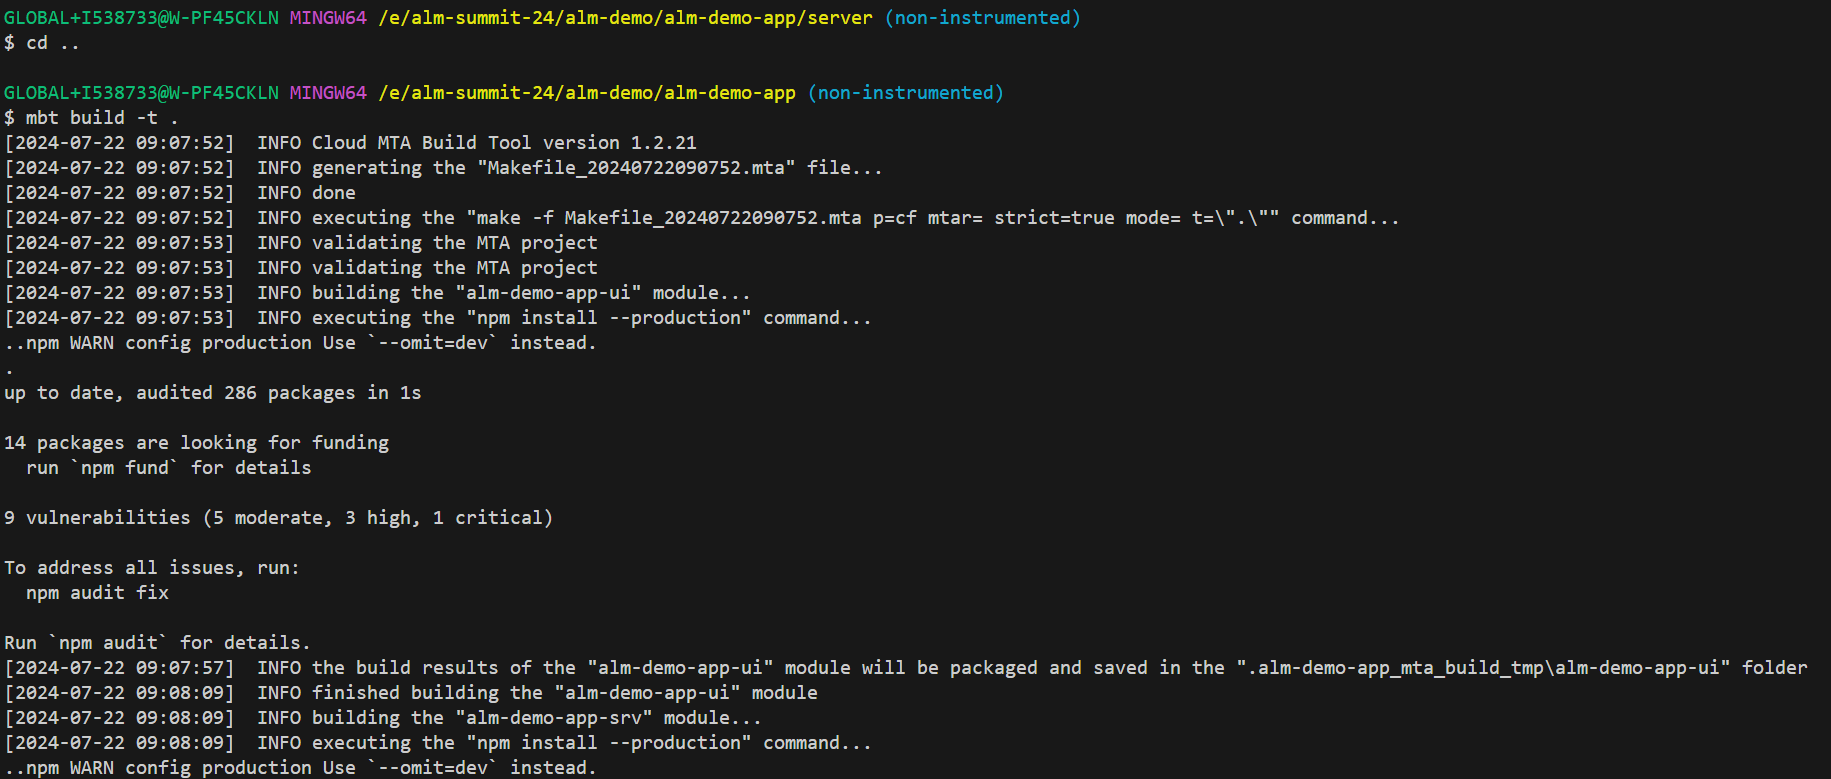 GLOBAL+I538733@W-PF45CKLN MINGW64 /e/alm-summit-24/alm-demo/alm-demo-app/server (non-instrumented)
$ cd ..
GLOBAL+I538733@W-PF45CKLN MINGW64 /e/alm-summit-24/alm-demo/alm-demo-app (non-instrumented)
$ mbt build -t .
[2024-07-22 09:07:52]  INFO Cloud MTA Build Tool version 1.2.21
[2024-07-22 09:07:52]  INFO generating the "Makefile_20240722090752.mta" file...
[2024-07-22 09:07:52]  INFO done
[2024-07-22 09:07:52]  INFO executing the "make -f Makefile_20240722090752.mta p=cf mtar= strict=true mode= t=\".\"" command...
[2024-07-22 09:07:53]  INFO validating the MTA project
[2024-07-22 09:07:53]  INFO validating the MTA project
[2024-07-22 09:07:53]  INFO building the "alm-demo-app-ui" module...
[2024-07-22 09:07:53]  INFO executing the "npm install --production" command...
..npm WARN config production Use `--omit=dev` instead.
.
up to date, audited 286 packages in 1s
14 packages are looking for funding
  run `npm fund` for details
9 vulnerabilities (5 moderate, 3 high, 1 critical)
To address all issues, run:
  npm audit fix
Run `npm audit` for details.
[2024-07-22 09:07:57]  INFO the build results of the "alm-demo-app-ui" module will be packaged and saved in the ".alm-demo-app_mta_build_tmp\alm-demo-app-ui" folder
[2024-07-22 09:08:09]  INFO finished building the "alm-demo-app-ui" module
[2024-07-22 09:08:09]  INFO building the "alm-demo-app-srv" module...
[2024-07-22 09:08:09]  INFO executing the "npm install --production" command...
..npm WARN config production Use `--omit=dev` instead.